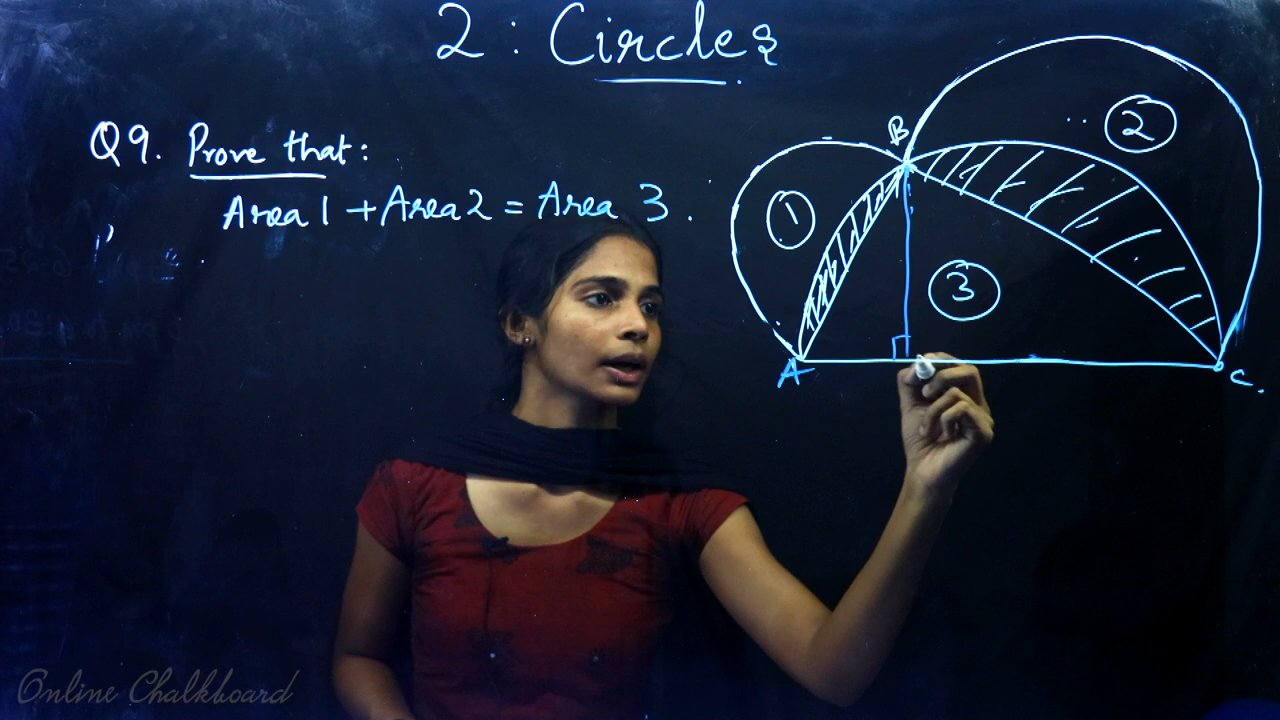 2 : Circles
Q9. Prove that:
Area 1 + Area 2 = Area 3.
B
1
2
3
A
C.
Online Chalkboard